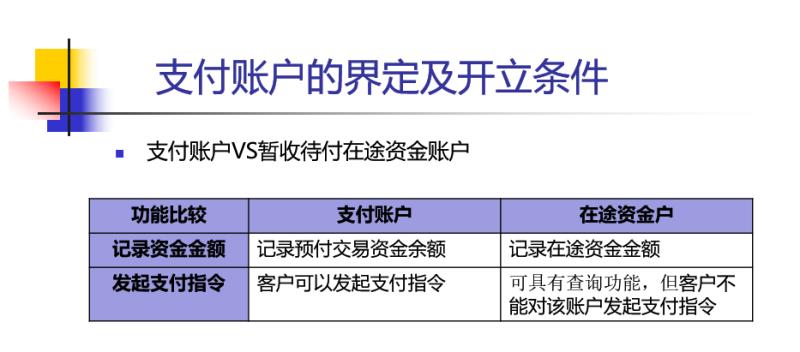 支付账户的界定及开立条件
支付账户VS暂收待付在途资金账户
功能比较 支付账户 在途资金户
记录资金金额 记录预付交易资金余额 记录在途资金金额
发起支付指令 客户可以发起支付指令 可具有查询功能，但客户不
能对该账户发起支付指令